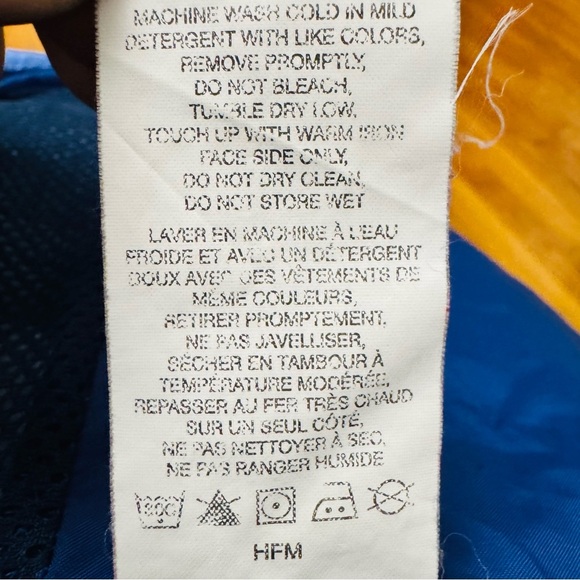 MACHINE WASH COLD IN MILD
DETERGENT WITH LIKE COLORS,
REMOVE PROMPTLY,
DO NOT BLEACH,
TUMBLE DRY LOW,
TOUCH UP WITH WARM IRON
FACE SIDE ONLY,
DO NOT DRY CLEAN,
DO NOT STORE WET
LAVER EN MACHINE À L'EAU
FROIDE ET AVEC UN DÉTERGENT
DOUX AVEC DES VÊTEMENTS DE
MÊME COULEURS,
RETIRER PROMPTEMENT,
NE PAS JAVELLISER,
SÉCHER EN TAMBOUR À
TEMPÉRATURE MODÉRÉE,
REPASSER AU FER TRÈS CHAUD
SUR UN SEUL CÔTÉ,
NE PAS NETTOYER À SEC,
NE PAS RANGER HUMIDE
30C
HFM